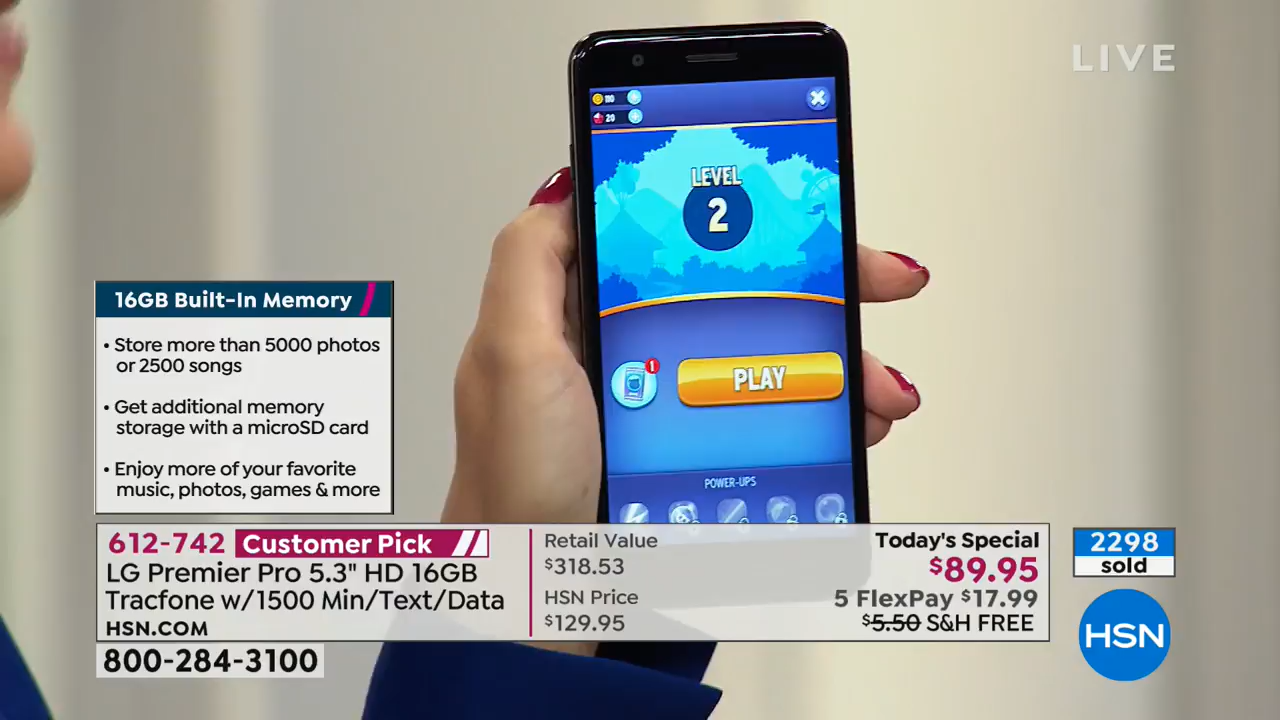 LIVE
110
20
LEVEL
2
1
PLAY
POWER-UPS
16GB Built-In Memory
• Store more than 5000 photos
or 2500 songs
• Get additional memory
storage with a microSD card
• Enjoy more of your favorite
music, photos, games & more
612-742 Customer Pick
LG Premier Pro 5.3" HD 16GB
Tracfone w/1500 Min/Text/Data
HSN.COM
800-284-3100
Retail Value
$318.53
HSN Price
$129.95
Today's Special
$89.95
5 FlexPay $17.99
$5.50 S&H FREE
2298
sold
HSN